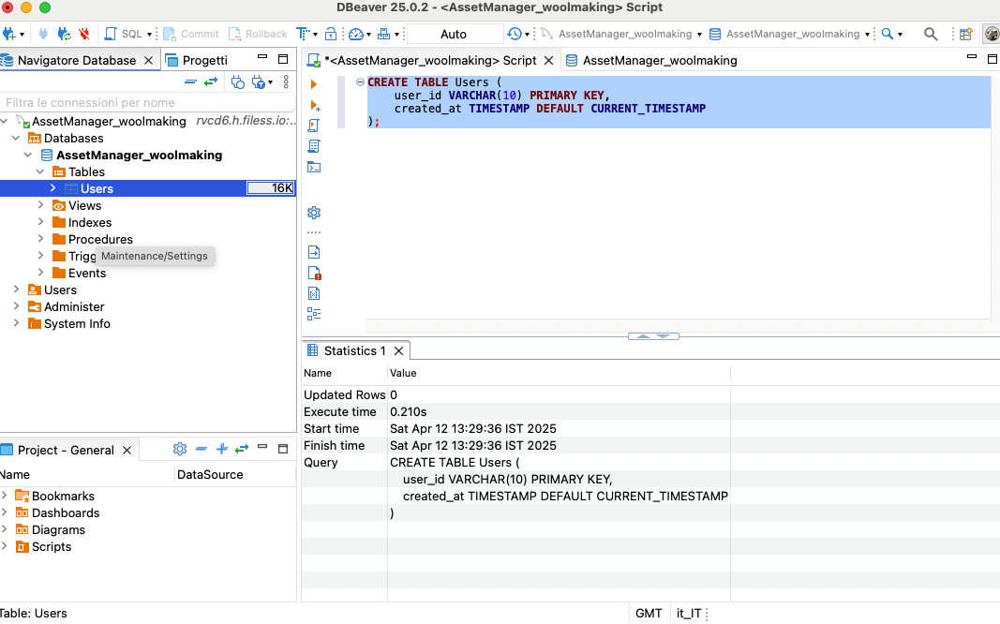 DBeaver 25.0.2 - <AssetManager_woolmaking> Script
SQL Commit Rollback Auto AssetManager_woolmaking AssetManager_woolmaking
Navigatore Database Progetti
Filtra le connessioni per nome
AssetManager_woolmaking rvcd6.h.filess.io:..
Databases
AssetManager_woolmaking
Tables
Users 16K
Views
Indexes
Procedures
Trigg
Maintenance/Settings
Events
Users
Administer
System Info
*<AssetManager_woolmaking> Script AssetManager_woolmaking
CREATE TABLE Users (
user_id VARCHAR(10) PRIMARY KEY,
created_at TIMESTAMP DEFAULT CURRENT_TIMESTAMP
);
Statistics 1
Name Value
Updated Rows 0
Execute time 0.210s
Start time Sat Apr 12 13:29:36 IST 2025
Finish time Sat Apr 12 13:29:36 IST 2025
Query CREATE TABLE Users (
user_id VARCHAR(10) PRIMARY KEY,
created_at TIMESTAMP DEFAULT CURRENT_TIMESTAMP
)
Project - General
Name DataSource
Bookmarks
Dashboards
Diagrams
Scripts
Table: Users
GMT it_IT